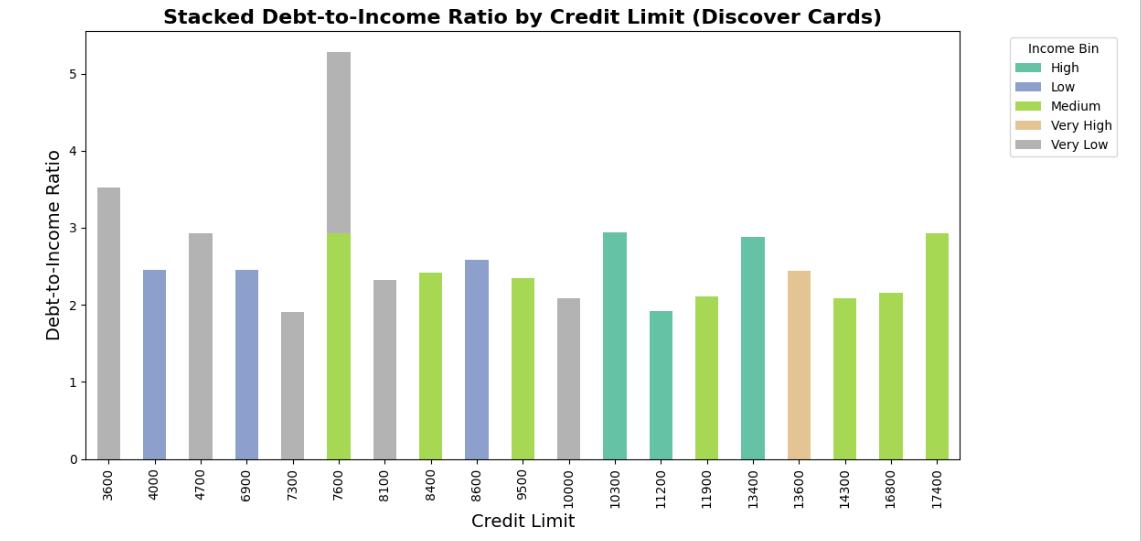 Stacked Debt-to-Income Ratio by Credit Limit (Discover Cards)
Income Bin
High
Low
Medium
Very High
Very Low
Debt-to-Income Ratio
5
4
3
2
1
0
3600
4000
4700
6900
7300
7600
8100
8400
8600
9500
10000
10300
11200
11900
13400
13600
14300
16800
17400
Credit Limit